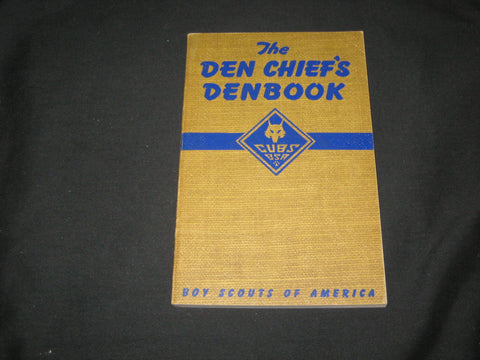 The
DEN CHIEF'S
DENBOOK
CUBS
BSA
BOY SCOUTS OF AMERICA